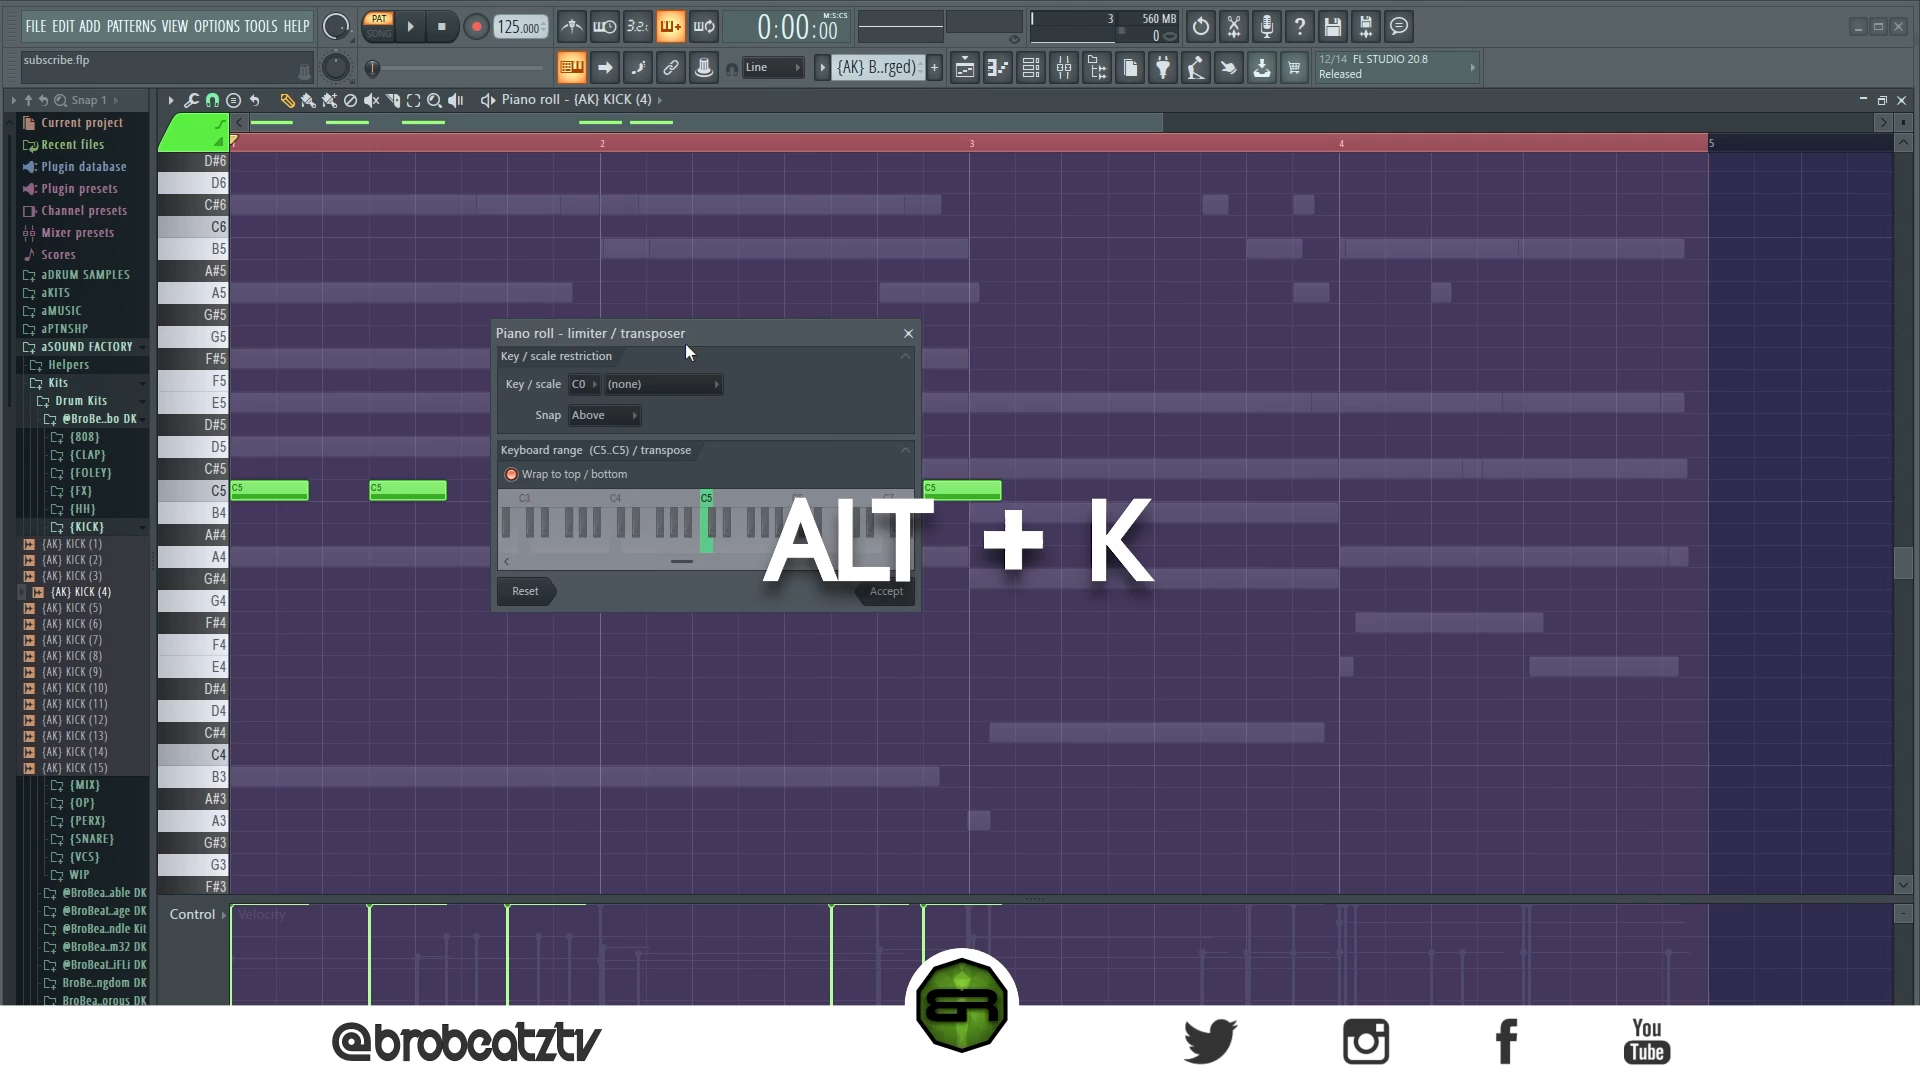 FILE EDIT ADD PATTERNS VIEW OPTIONS TOOLS HELP
PAT
SONG
125.000
3.2:
0:00:00
M:S:CS
3
560 MB
0
subscribe.flp
Line
{AK} B..rged)
12/14 FL STUDIO 20.8
Released
Snap 1
Piano roll - {AK} KICK (4)
Current project
Recent files
Plugin database
Plugin presets
Channel presets
Mixer presets
Scores
aDRUM SAMPLES
aKITS
aMUSIC
aPTNSHP
aSOUND FACTORY
Helpers
Kits
Drum Kits
@BroBe..bo DK
{808}
{CLAP}
{FOLEY}
{FX}
{HH}
{KICK}
{AK} KICK (1)
{AK} KICK (2)
{AK} KICK (3)
{AK} KICK (4)
{AK} KICK (5)
{AK} KICK (6)
{AK} KICK (7)
{AK} KICK (8)
{AK} KICK (9)
{AK} KICK (10)
{AK} KICK (11)
{AK} KICK (12)
{AK} KICK (13)
{AK} KICK (14)
{AK} KICK (15)
{MIX}
{OP}
{PERX}
{SNARE}
{VCS}
WIP
@BroBea..able DK
@BroBeat..age DK
@BroBea..ndle Kit
@BroBea..m32 DK
@BroBeat..iFLi DK
BroBe..ngdom DK
BroBea..orous DK
2
3
4
5
D#6
D6
C#6
C6
B5
A#5
A5
G#5
G5
F#5
F5
E5
D#5
D5
C#5
C5
B4
A#4
A4
G#4
G4
F#4
F4
E4
D#4
D4
C#4
C4
B3
A#3
A3
G#3
G3
F#3
C5
C5
C5
Piano roll - limiter / transposer
Key / scale restriction
Key / scale C0 (none)
Snap Above
Keyboard range (C5..C5) / transpose
Wrap to top / bottom
C3 C4 C5
Reset
Accept
ALT + K
Control
Velocity
@brobeatztv
BR
You
Tube